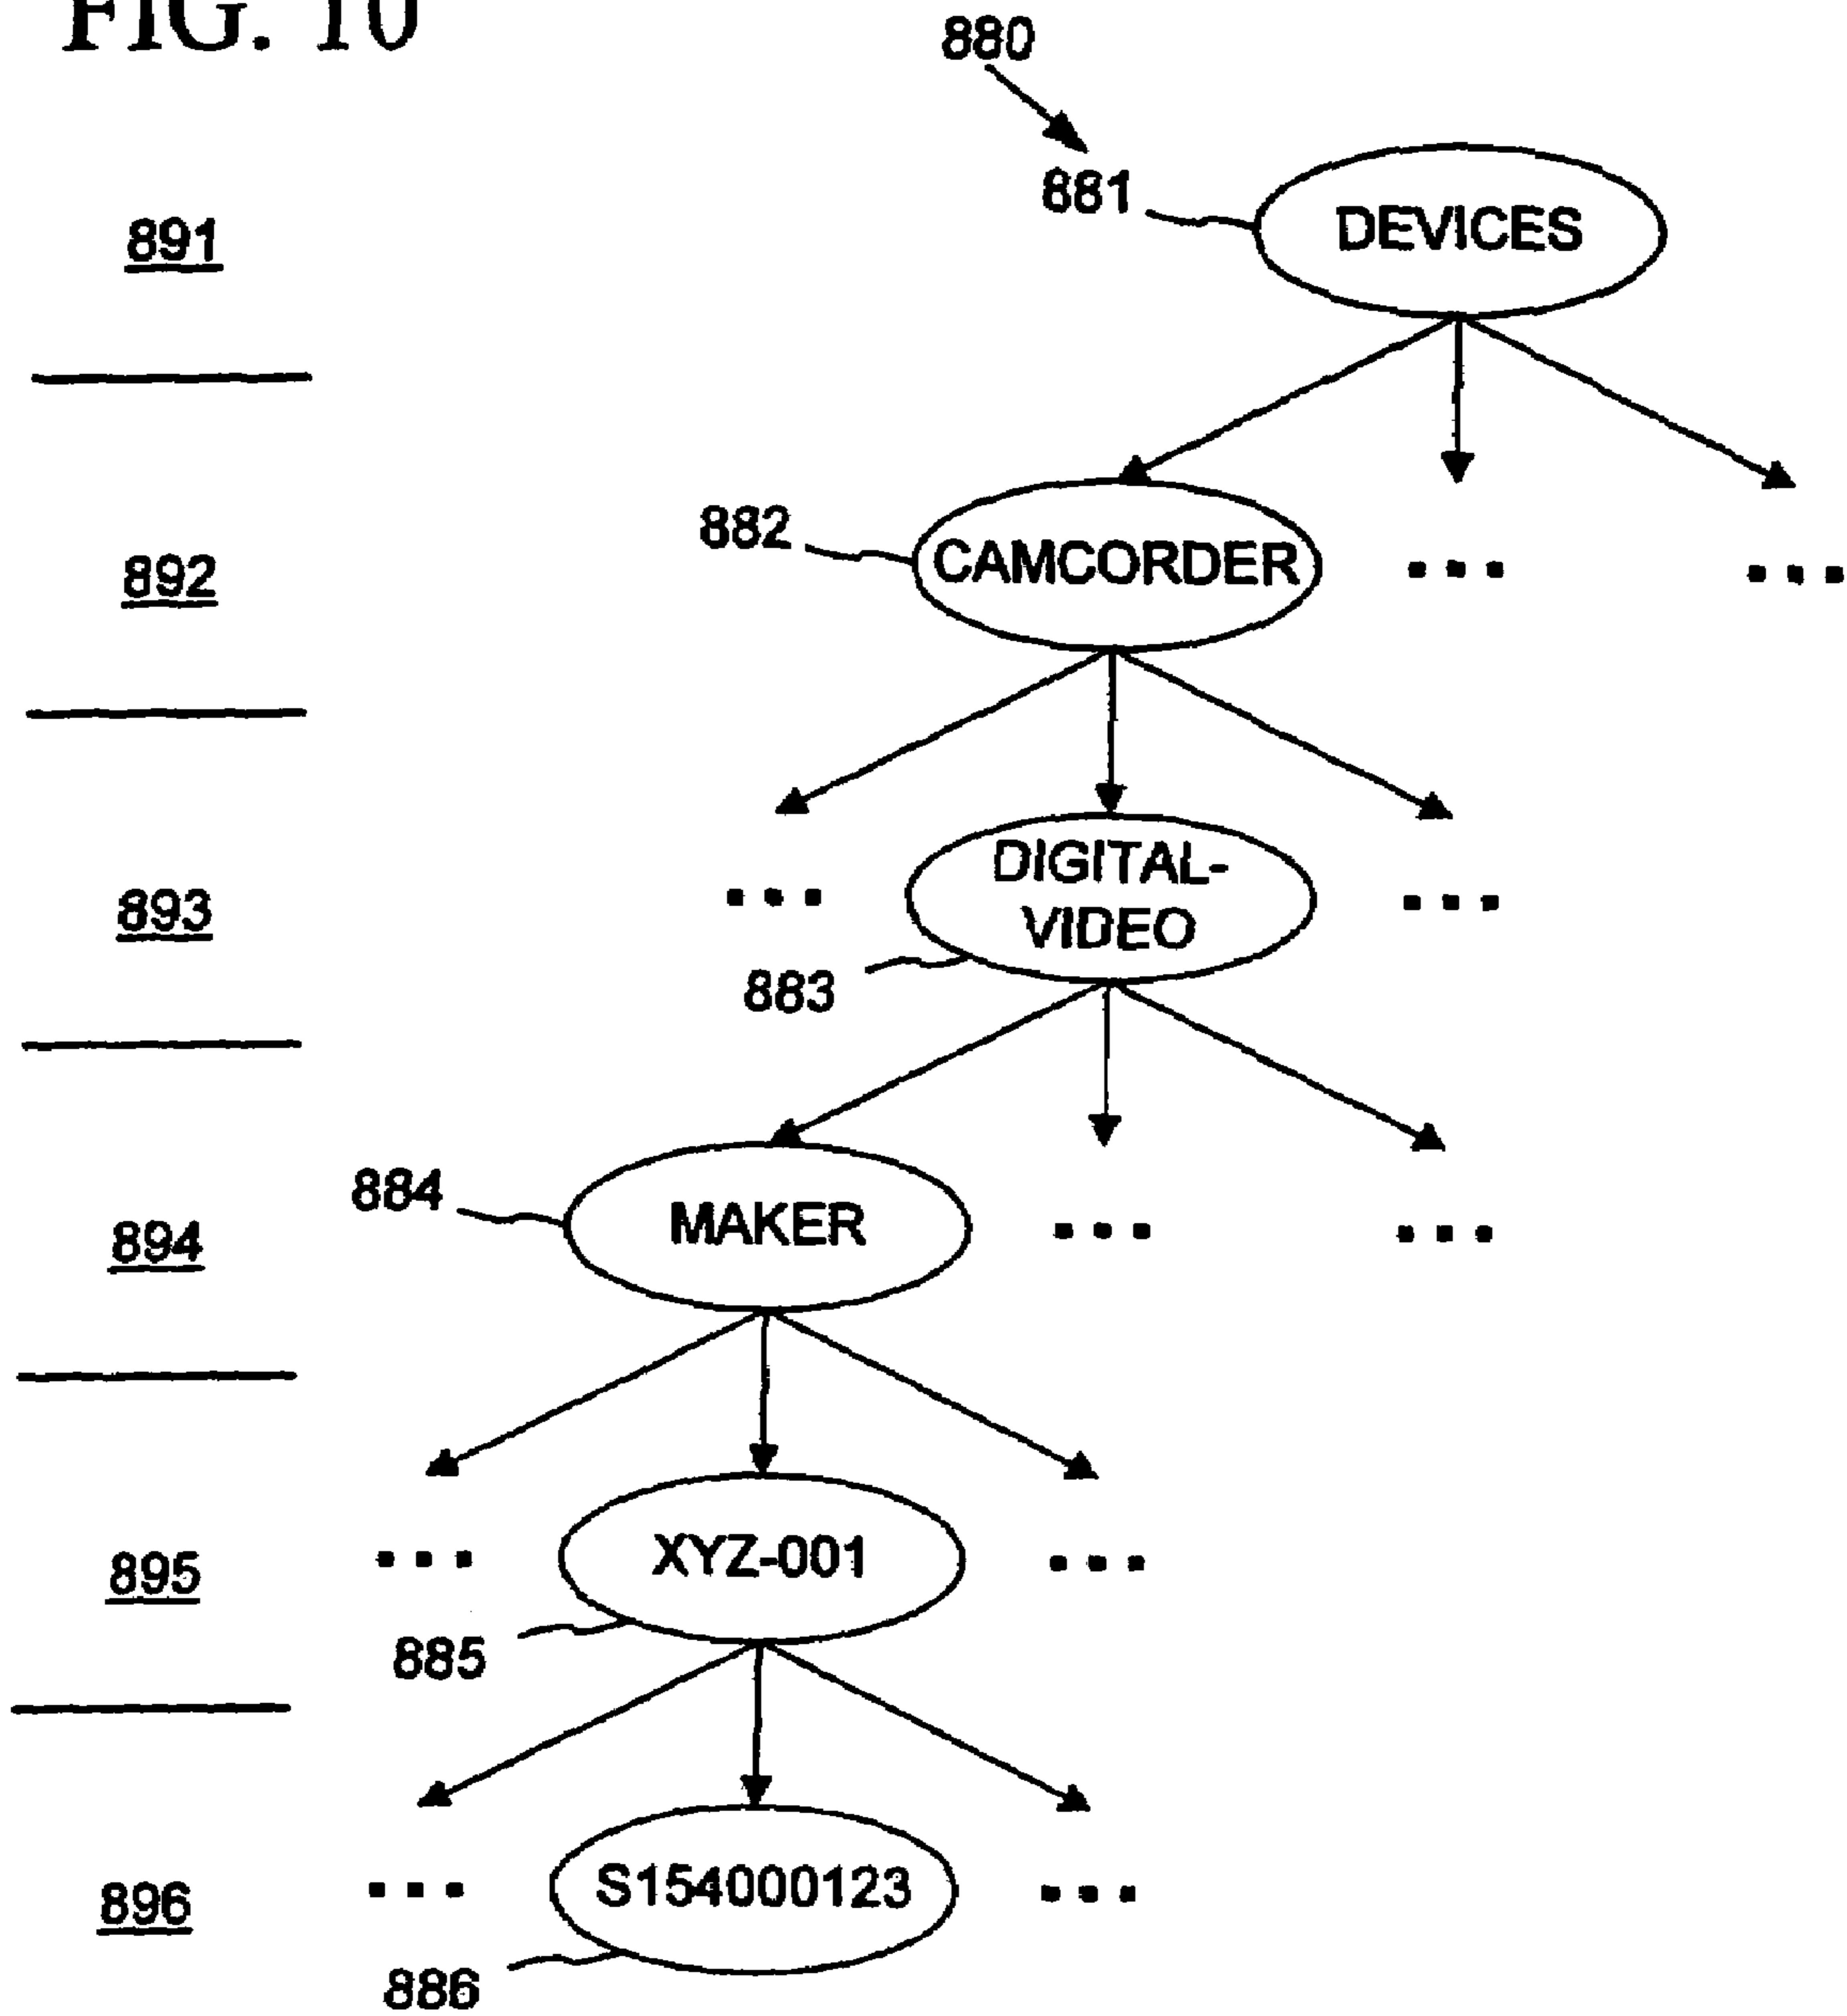 FIG. 10
880
881
DEVICES
891
882
CAMCORDER
... ...
892
... DIGITAL-
VIDEO ...
893
883
884
MAKER
... ...
894
... XYZ-001 ...
895
885
... S154000123 ...
896
886